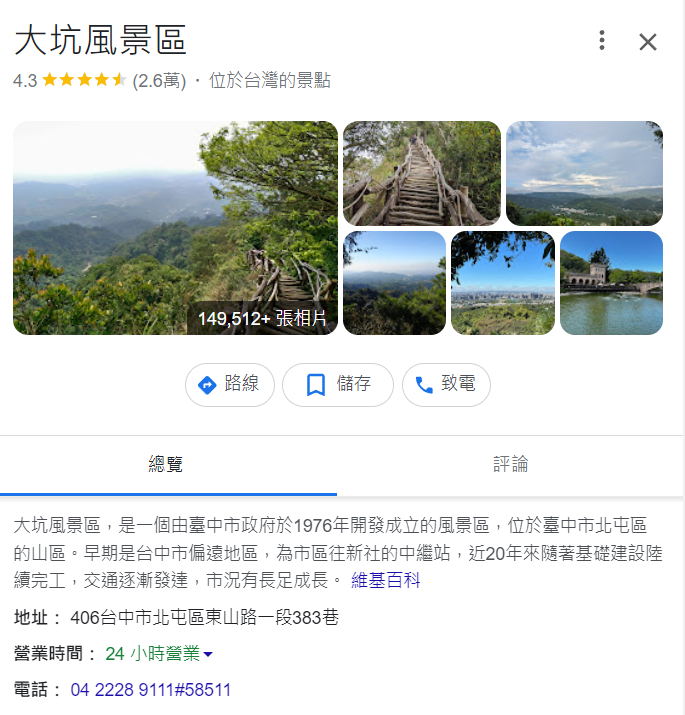 大坑風景區
4.3 (2.6萬) · 位於台灣的景點
149,512+ 張相片
路線
儲存
致電
總覽
評論
大坑風景區，是一個由臺中市政府於1976年開發成立的風景區，位於臺中市北屯區
的山區。早期是台中市偏遠地區，為市區往新社的中繼站，近20年來隨著基礎建設陸
續完工，交通逐漸發達，市況有長足成長。 維基百科
地址： 406台中市北屯區東山路一段383巷
營業時間： 24 小時營業
電話： 04 2228 9111#58511